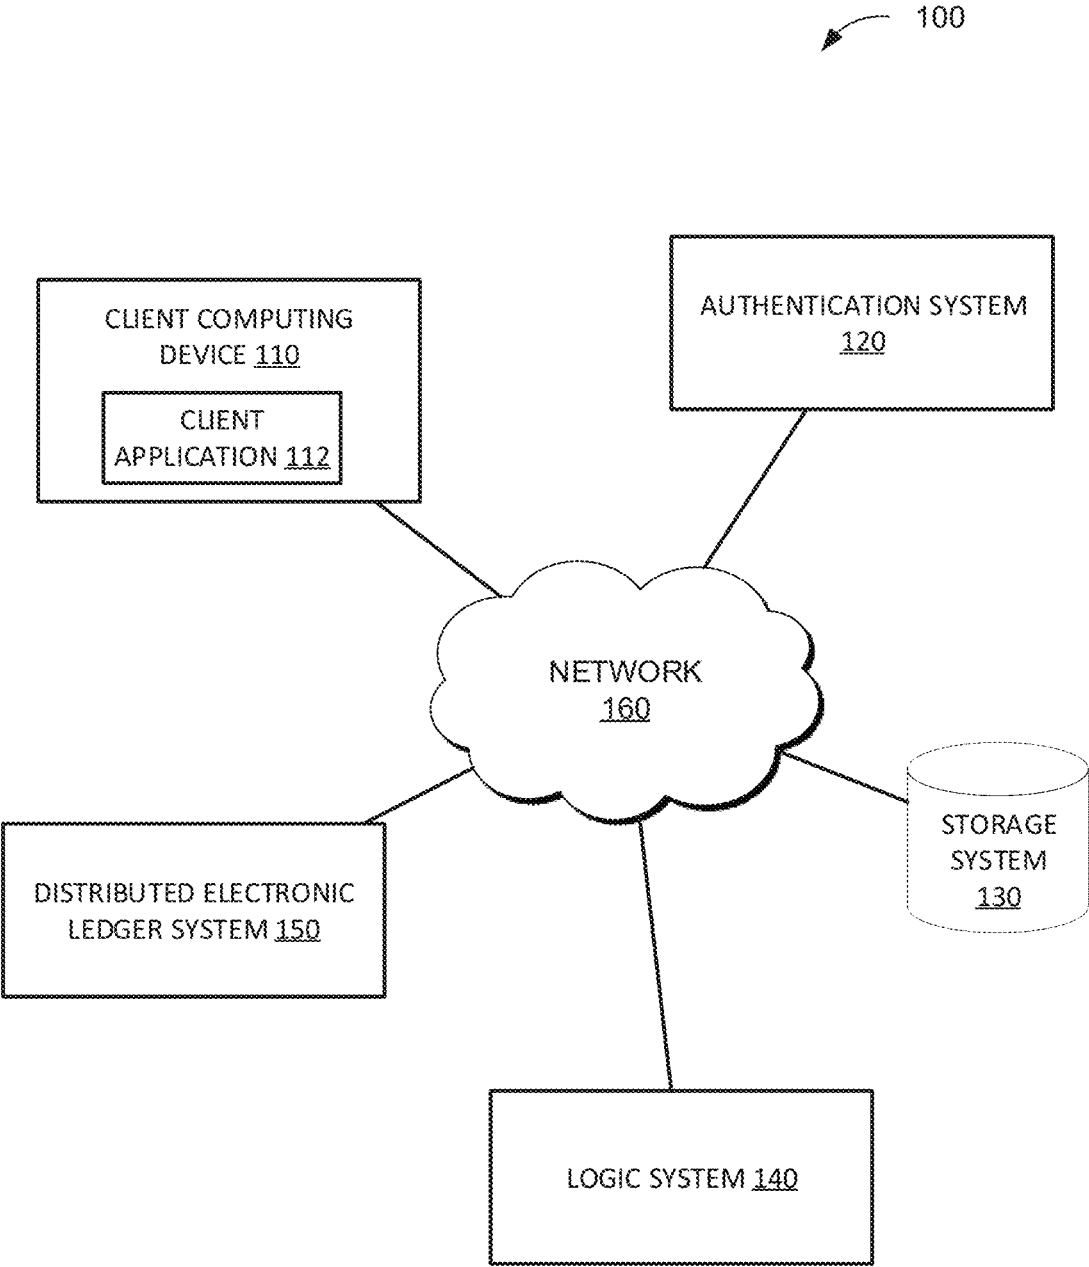 100
AUTHENTICATION SYSTEM
120
CLIENT COMPUTING
DEVICE 110
CLIENT
APPLICATION 112
NETWORK
160
STORAGE
SYSTEM
130
DISTRIBUTED ELECTRONIC
LEDGER SYSTEM 150
LOGIC SYSTEM 140